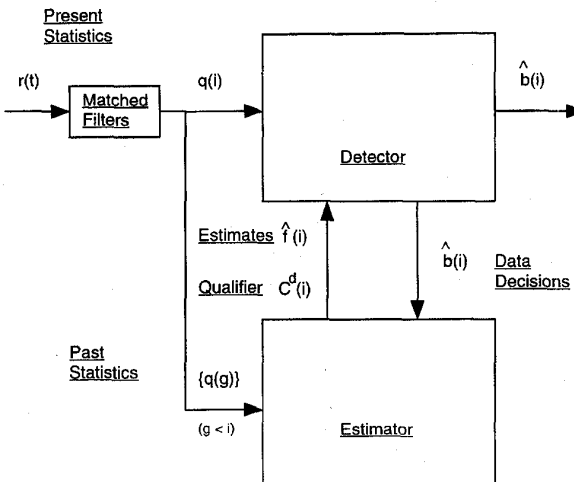 Present
Statistics
r(t)
Matched
Filters
q(i)
b̂(i)
Detector
Estimates f̂(i)
Qualifier C^d(i)
b̂(i)
Data
Decisions
Past
Statistics
{q(g)}
(g < i)
Estimator